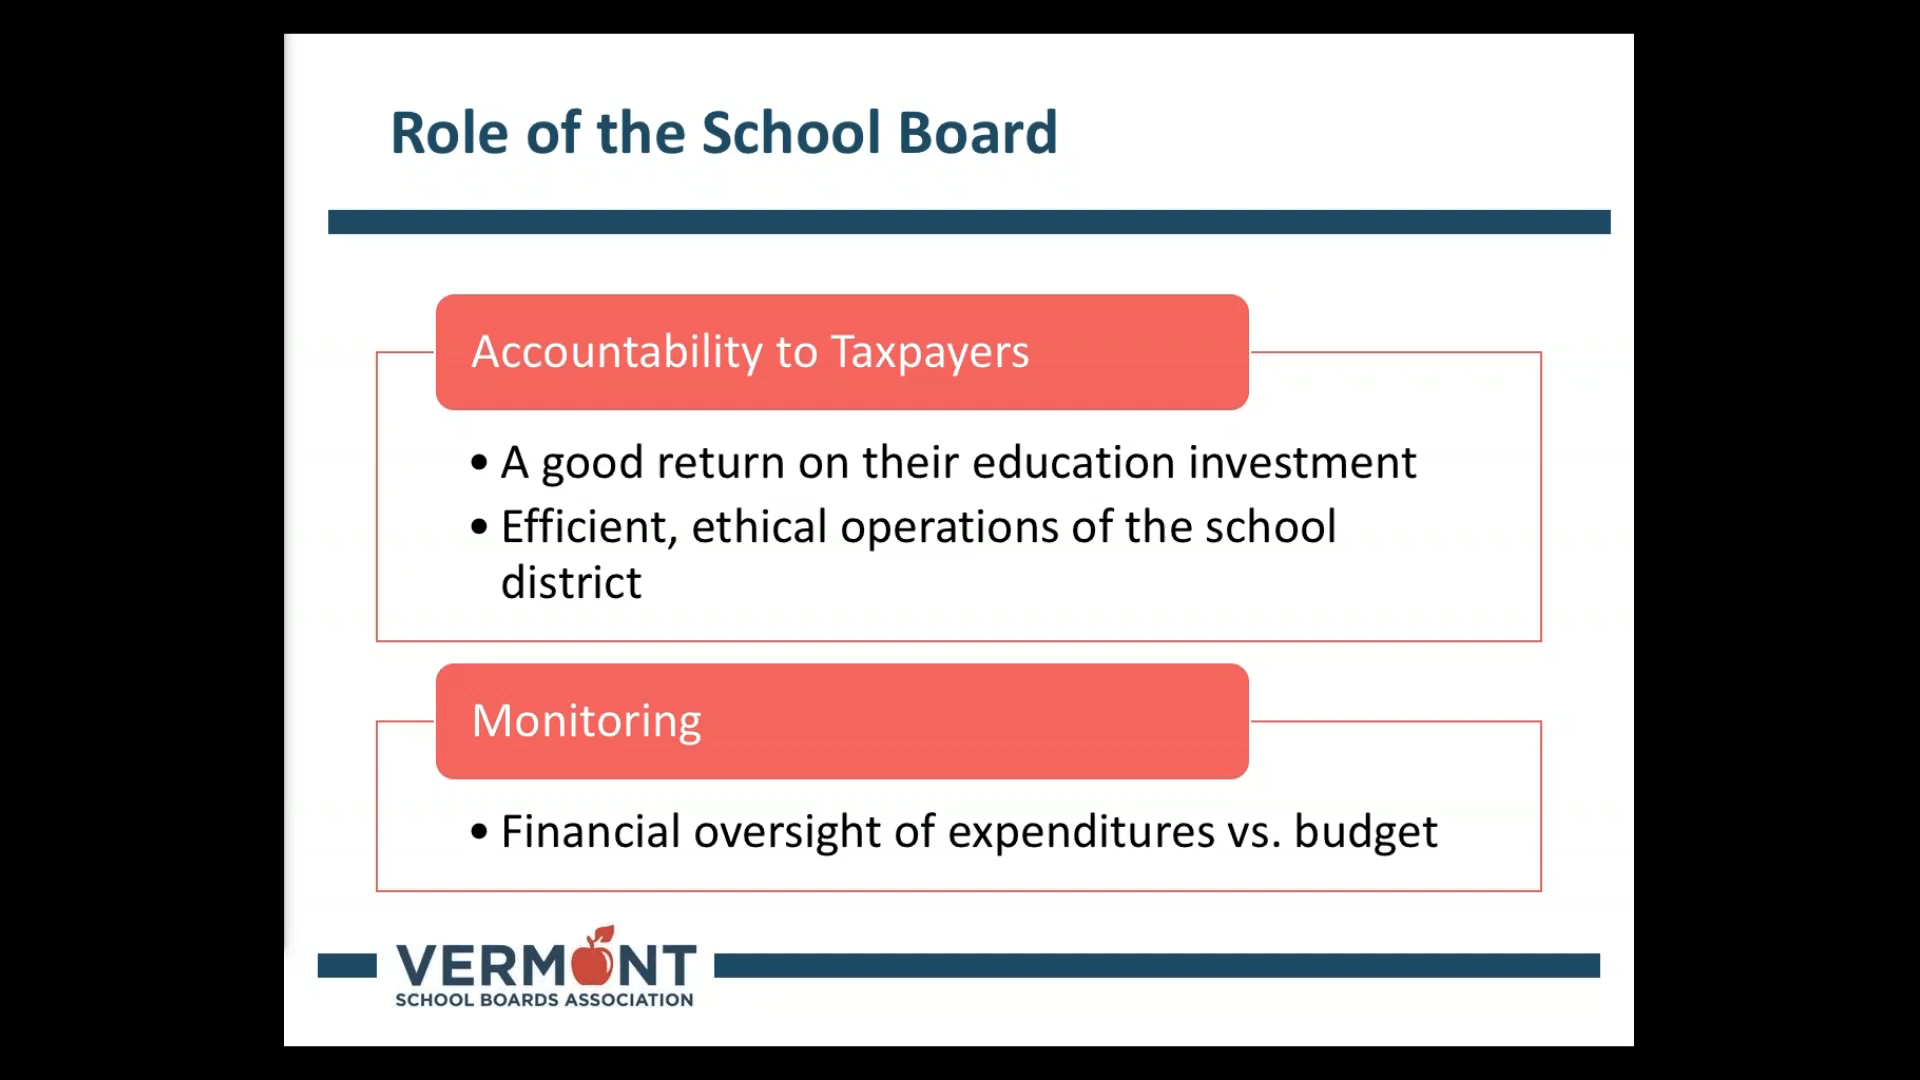 Role of the School Board
Accountability to Taxpayers
• A good return on their education investment
• Efficient, ethical operations of the school
district
Monitoring
• Financial oversight of expenditures vs. budget
VERMONT
SCHOOL BOARDS ASSOCIATION